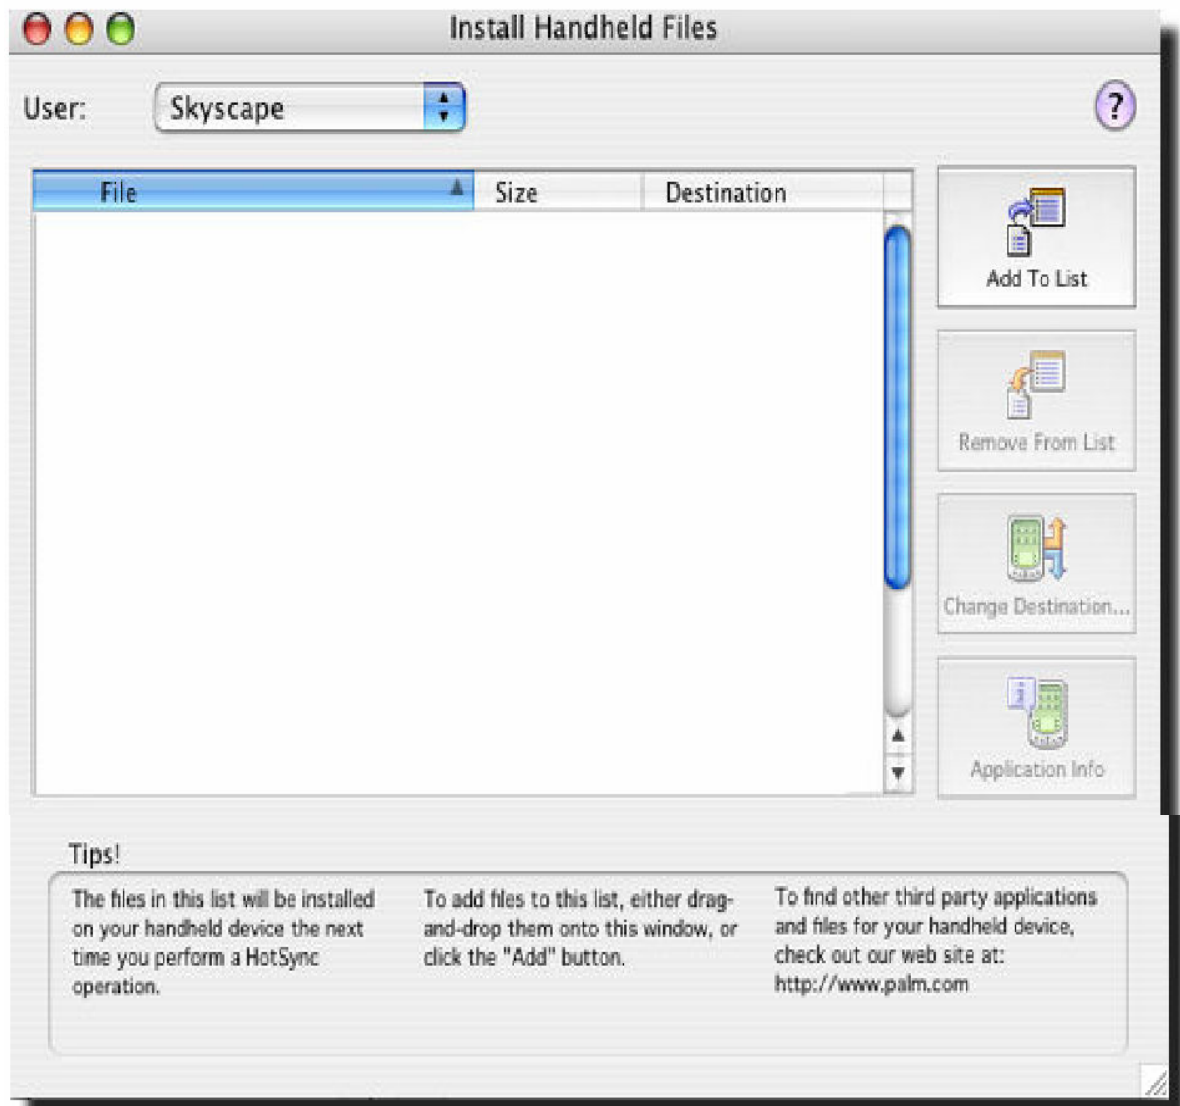 Install Handheld Files
User: Skyscape ?
File Size Destination
Add To List
Remove From List
Change Destination...
Application Info
Tips!
The files in this list will be installed
on your handheld device the next
time you perform a HotSync
operation.
To add files to this list, either drag-
and-drop them onto this window, or
click the "Add" button.
To find other third party applications
and files for your handheld device,
check out our web site at:
http://www.palm.com